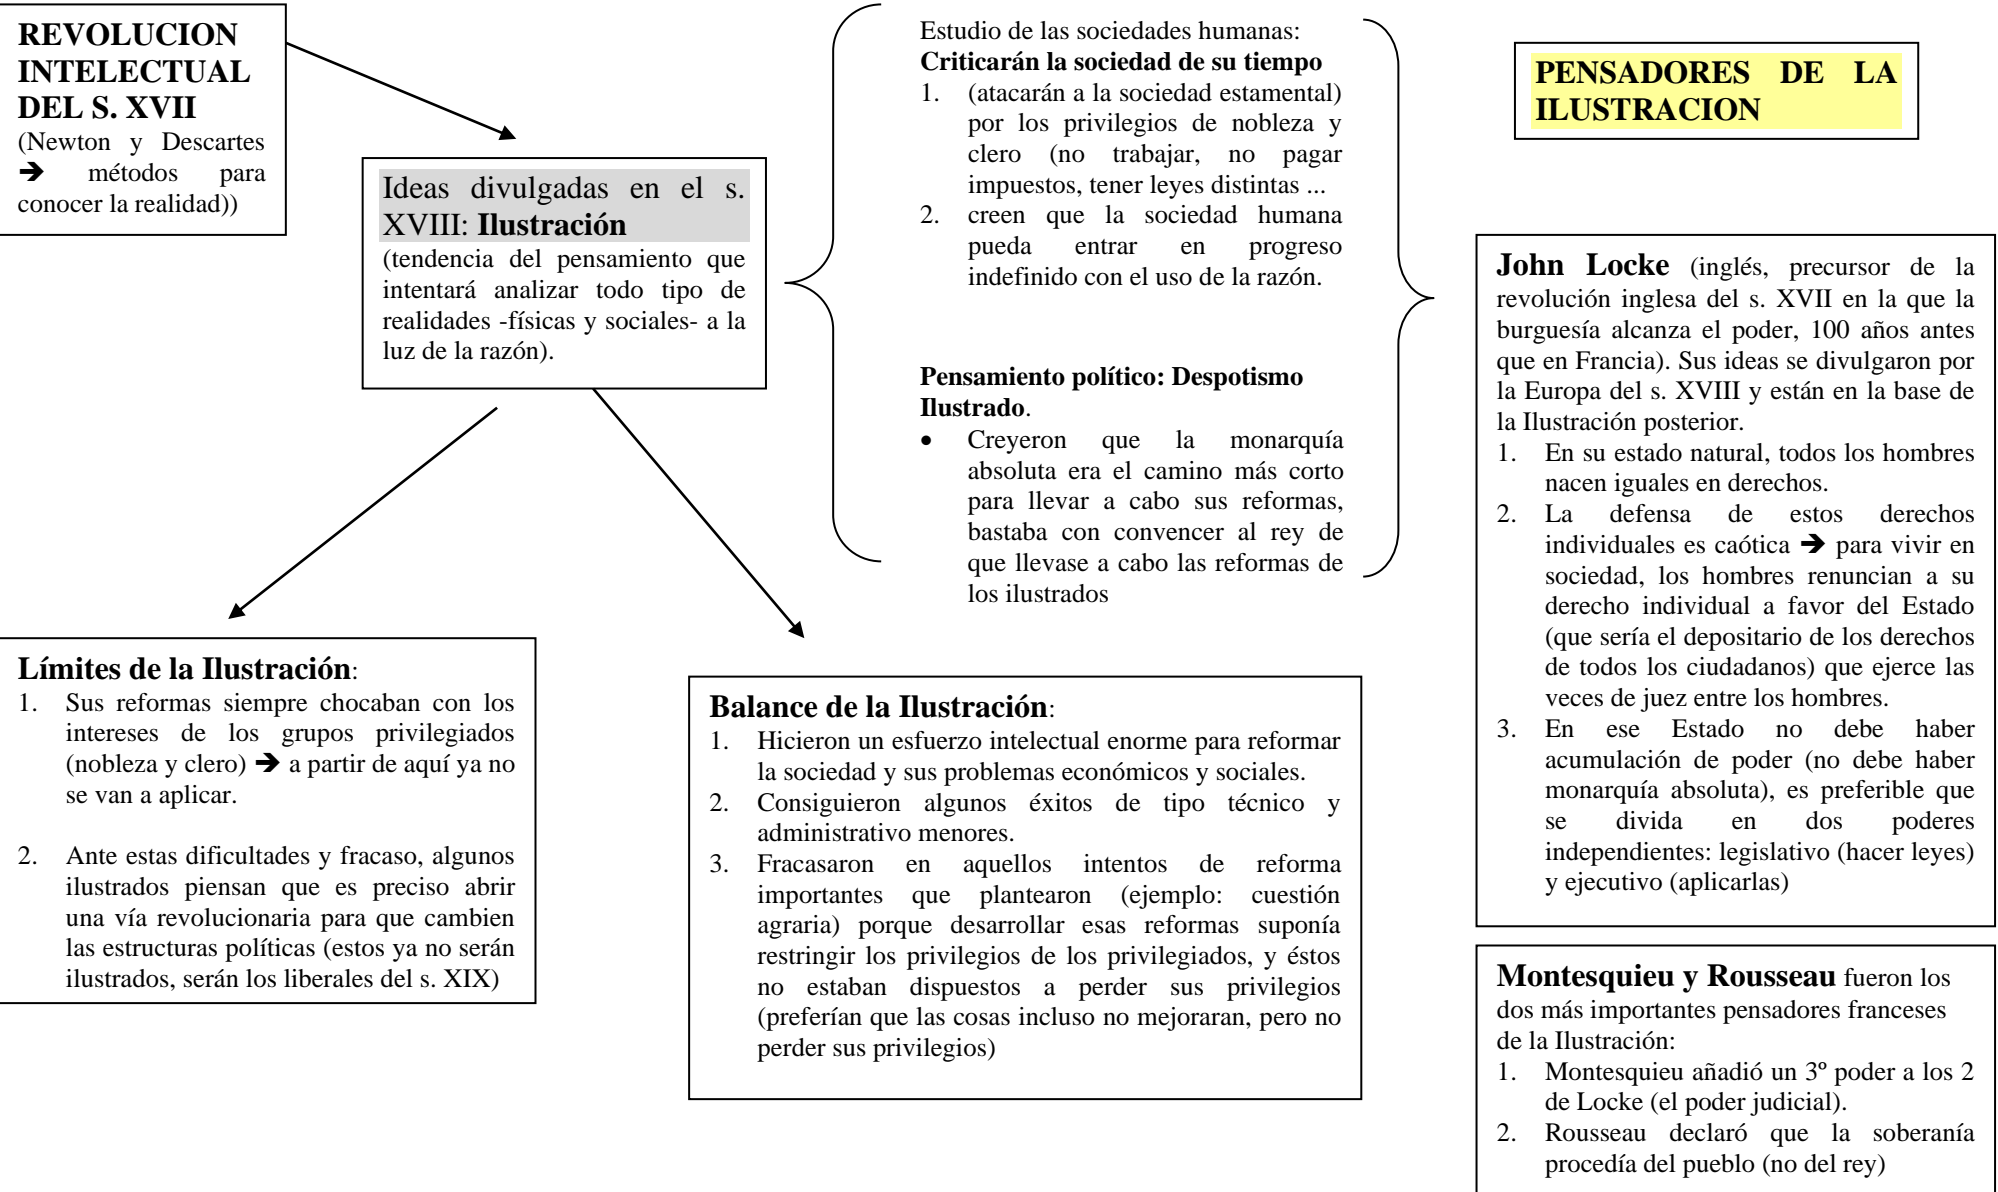 REVOLUCION
INTELECTUAL
DEL S. XVII
(Newton y Descartes
➔ métodos para
conocer la realidad))
Ideas divulgadas en el s.
XVIII: Ilustración
(tendencia del pensamiento que
intentará analizar todo tipo de
realidades -físicas y sociales- a la
luz de la razón).
Estudio de las sociedades humanas:
Criticarán la sociedad de su tiempo
1. (atacarán a la sociedad estamental)
por los privilegios de nobleza y
clero (no trabajar, no pagar
impuestos, tener leyes distintas ...
2. creen que la sociedad humana
pueda entrar en progreso
indefinido con el uso de la razón.
Pensamiento político: Despotismo
Ilustrado.
• Creyeron que la monarquía
absoluta era el camino más corto
para llevar a cabo sus reformas,
bastaba con convencer al rey de
que llevase a cabo las reformas de
los ilustrados
Límites de la Ilustración:
1. Sus reformas siempre chocaban con los
intereses de los grupos privilegiados
(nobleza y clero) ➔ a partir de aquí ya no
se van a aplicar.
2. Ante estas dificultades y fracaso, algunos
ilustrados piensan que es preciso abrir
una vía revolucionaria para que cambien
las estructuras políticas (estos ya no serán
ilustrados, serán los liberales del s. XIX)
Balance de la Ilustración:
1. Hicieron un esfuerzo intelectual enorme para reformar
la sociedad y sus problemas económicos y sociales.
2. Consiguieron algunos éxitos de tipo técnico y
administrativo menores.
3. Fracasaron en aquellos intentos de reforma
importantes que plantearon (ejemplo: cuestión
agraria) porque desarrollar esas reformas suponía
restringir los privilegios de los privilegiados, y éstos
no estaban dispuestos a perder sus privilegios
(preferían que las cosas incluso no mejoraran, pero no
perder sus privilegios)
PENSADORES DE LA
ILUSTRACION
John Locke (inglés, precursor de la
revolución inglesa del s. XVII en la que la
burguesía alcanza el poder, 100 años antes
que en Francia). Sus ideas se divulgaron por
la Europa del s. XVIII y están en la base de
la Ilustración posterior.
1. En su estado natural, todos los hombres
nacen iguales en derechos.
2. La defensa de estos derechos
individuales es caótica ➔ para vivir en
sociedad, los hombres renuncian a su
derecho individual a favor del Estado
(que sería el depositario de los derechos
de todos los ciudadanos) que ejerce las
veces de juez entre los hombres.
3. En ese Estado no debe haber
acumulación de poder (no debe haber
monarquía absoluta), es preferible que
se divida en dos poderes
independientes: legislativo (hacer leyes)
y ejecutivo (aplicarlas)
Montesquieu y Rousseau fueron los
dos más importantes pensadores franceses
de la Ilustración:
1. Montesquieu añadió un 3º poder a los 2
de Locke (el poder judicial).
2. Rousseau declaró que la soberanía
procedía del pueblo (no del rey)